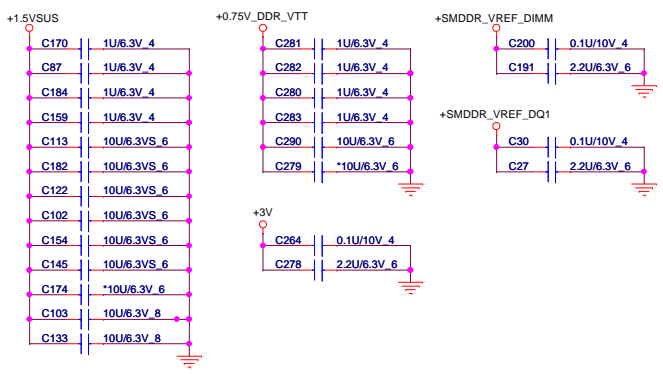 +1.5VSUS
C170 1U/6.3V_4
C87 1U/6.3V_4
C184 1U/6.3V_4
C159 1U/6.3V_4
C113 10U/6.3VS_6
C182 10U/6.3VS_6
C122 10U/6.3VS_6
C102 10U/6.3VS_6
C154 10U/6.3VS_6
C145 10U/6.3VS_6
C174 *10U/6.3V_6
C103 10U/6.3V_8
C133 10U/6.3V_8
+0.75V_DDR_VTT
C281 1U/6.3V_4
C282 1U/6.3V_4
C280 1U/6.3V_4
C283 1U/6.3V_4
C290 10U/6.3V_6
C279 *10U/6.3V_6
+3V
C264 0.1U/10V_4
C278 2.2U/6.3V_6
+SMDDR_VREF_DIMM
C200 0.1U/10V_4
C191 2.2U/6.3V_6
+SMDDR_VREF_DQ1
C30 0.1U/10V_4
C27 2.2U/6.3V_6